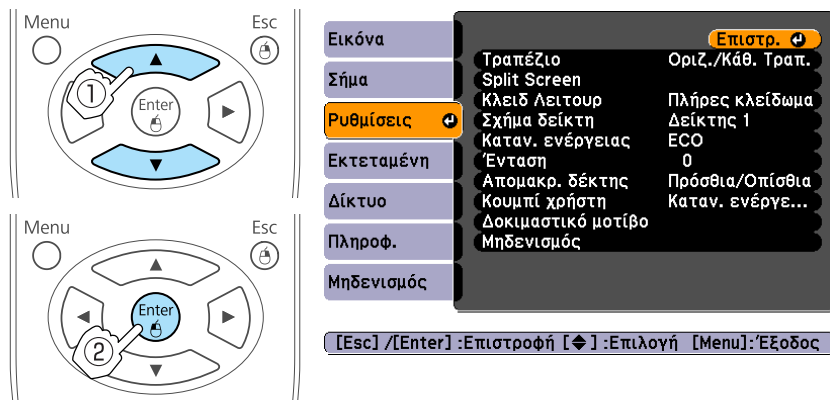 Menu Esc
①
Enter
Menu Esc
Enter
②
Εικόνα
Σήμα
Ρυθμίσεις
Εκτεταμένη
Δίκτυο
Πληροφ.
Μηδενισμός
Επιστρ.
Τραπέζιο Οριζ./Κάθ. Τραπ.
Split Screen
Κλειδ Λειτουρ Πλήρες κλείδωμα
Σχήμα δείκτη Δείκτης 1
Καταν. ενέργειας ECO
Ένταση 0
Απομακρ. δέκτης Πρόσθια/Οπίσθια
Κουμπί χρήστη Καταν. ενέργε...
Δοκιμαστικό μοτίβο
Μηδενισμός
[Esc] /[Enter] :Επιστροφή [◆] :Επιλογή [Menu]:Έξοδος